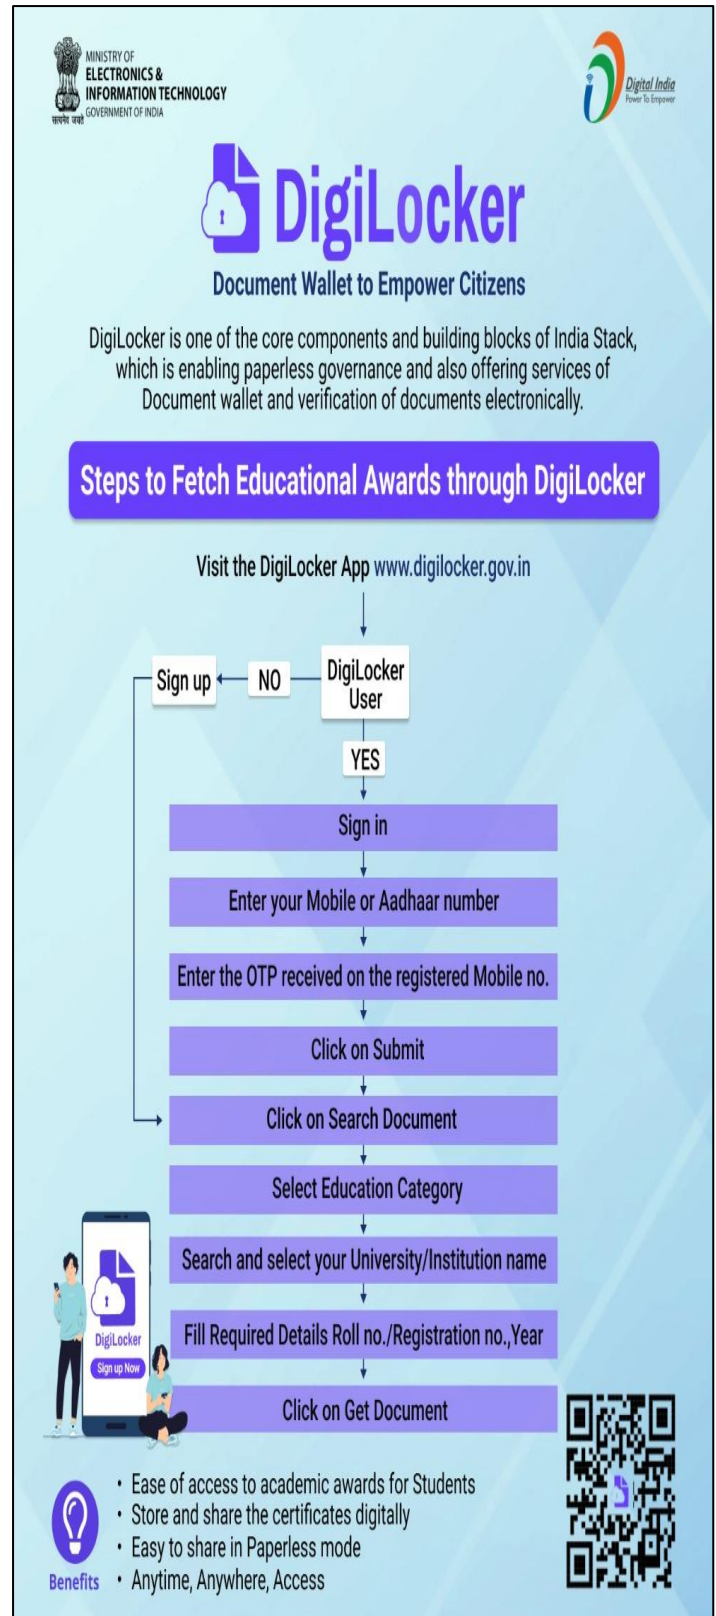 MINISTRY OF
ELECTRONICS &
INFORMATION TECHNOLOGY
GOVERNMENT OF INDIA
सत्यमेव जयते
Digital India
Power To Empower
DigiLocker
Document Wallet to Empower Citizens
DigiLocker is one of the core components and building blocks of India Stack,
which is enabling paperless governance and also offering services of
Document wallet and verification of documents electronically.
Steps to Fetch Educational Awards through DigiLocker
Visit the DigiLocker App www.digilocker.gov.in
Sign up
NO
DigiLocker
User
YES
Sign in
Enter your Mobile or Aadhaar number
Enter the OTP received on the registered Mobile no.
Click on Submit
Click on Search Document
Select Education Category
Search and select your University/Institution name
Fill Required Details Roll no./Registration no.,Year
Click on Get Document
DigiLocker
Sign up Now
Benefits
• Ease of access to academic awards for Students
• Store and share the certificates digitally
• Easy to share in Paperless mode
• Anytime, Anywhere, Access